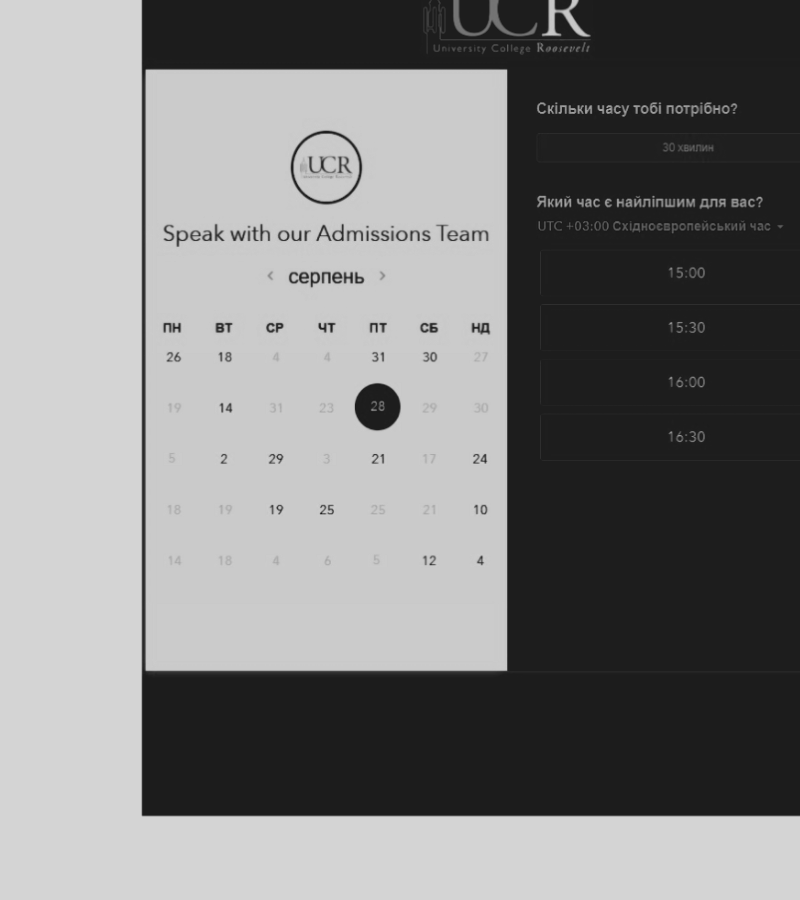 UCR
University College Roosevelt
UCR
Speak with our Admissions Team
‹ серпень ›
ПН ВТ СР ЧТ ПТ СБ НД
26 18 4 4 31 30 27
19 14 31 23 28 29 30
5 2 29 3 21 17 24
18 19 19 25 25 21 10
14 18 4 6 5 12 4
Скільки часу тобі потрібно?
30 хвилин
Який час є найліпшим для вас?
UTC +03:00 Східноєвропейський час
15:00
15:30
16:00
16:30